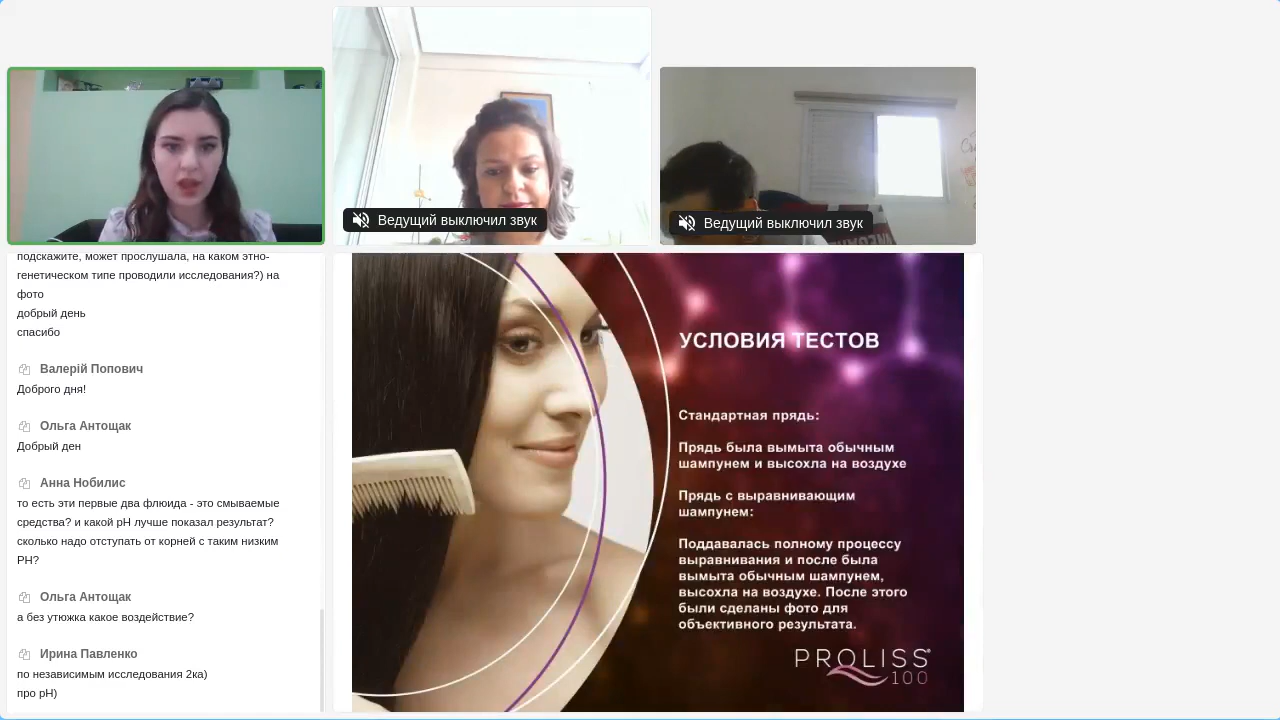 Ведущий выключил звук
Ведущий выключил звук
подскажите, может прослушала, на каком этно-
генетическом типе проводили исследования?) на
фото
добрый день
спасибо
Валерій Попович
Доброго дня!
Ольга Антощак
Добрый ден
Анна Нобилис
то есть эти первые два флюида - это смываемые
средства? и какой рН лучше показал результат?
сколько надо отступать от корней с таким низким
РН?
Ольга Антощак
а без утюжка какое воздействие?
Ирина Павленко
по независимым исследования 2ка)
про рН)
УСЛОВИЯ ТЕСТОВ
Стандартная прядь:
Прядь была вымыта обычным
шампунем и высохла на воздухе
Прядь с выравнивающим
шампунем:
Поддавалась полному процессу
выравнивания и после была
вымыта обычным шампунем,
высохла на воздухе. После этого
были сделаны фото для
объективного результата.
PROLISS®
100